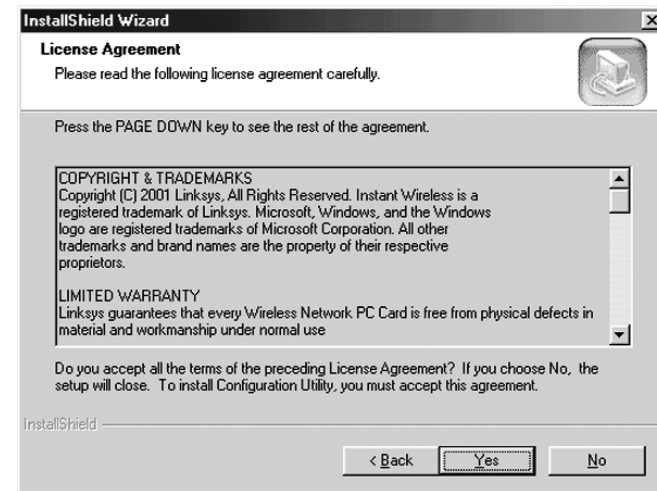 InstallShield Wizard
License Agreement
Please read the following license agreement carefully.
Press the PAGE DOWN key to see the rest of the agreement.
COPYRIGHT & TRADEMARKS
Copyright (C) 2001 Linksys, All Rights Reserved. Instant Wireless is a
registered trademark of Linksys. Microsoft, Windows, and the Windows
logo are registered trademarks of Microsoft Corporation. All other
trademarks and brand names are the property of their respective
proprietors.
LIMITED WARRANTY
Linksys guarantees that every Wireless Network PC Card is free from physical defects in
material and workmanship under normal use
Do you accept all the terms of the preceding License Agreement?  If you choose No,  the
setup will close.  To install Configuration Utility, you must accept this agreement.
InstallShield
< Back Yes No